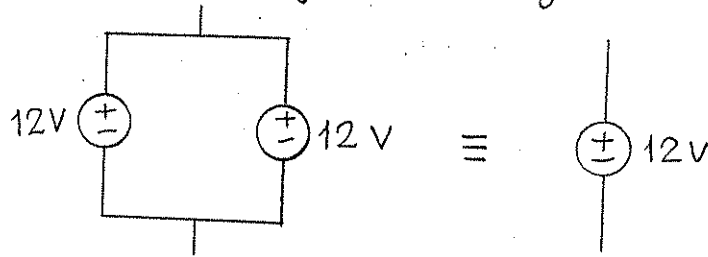 12V + − + − 12 V ≡ + − 12V